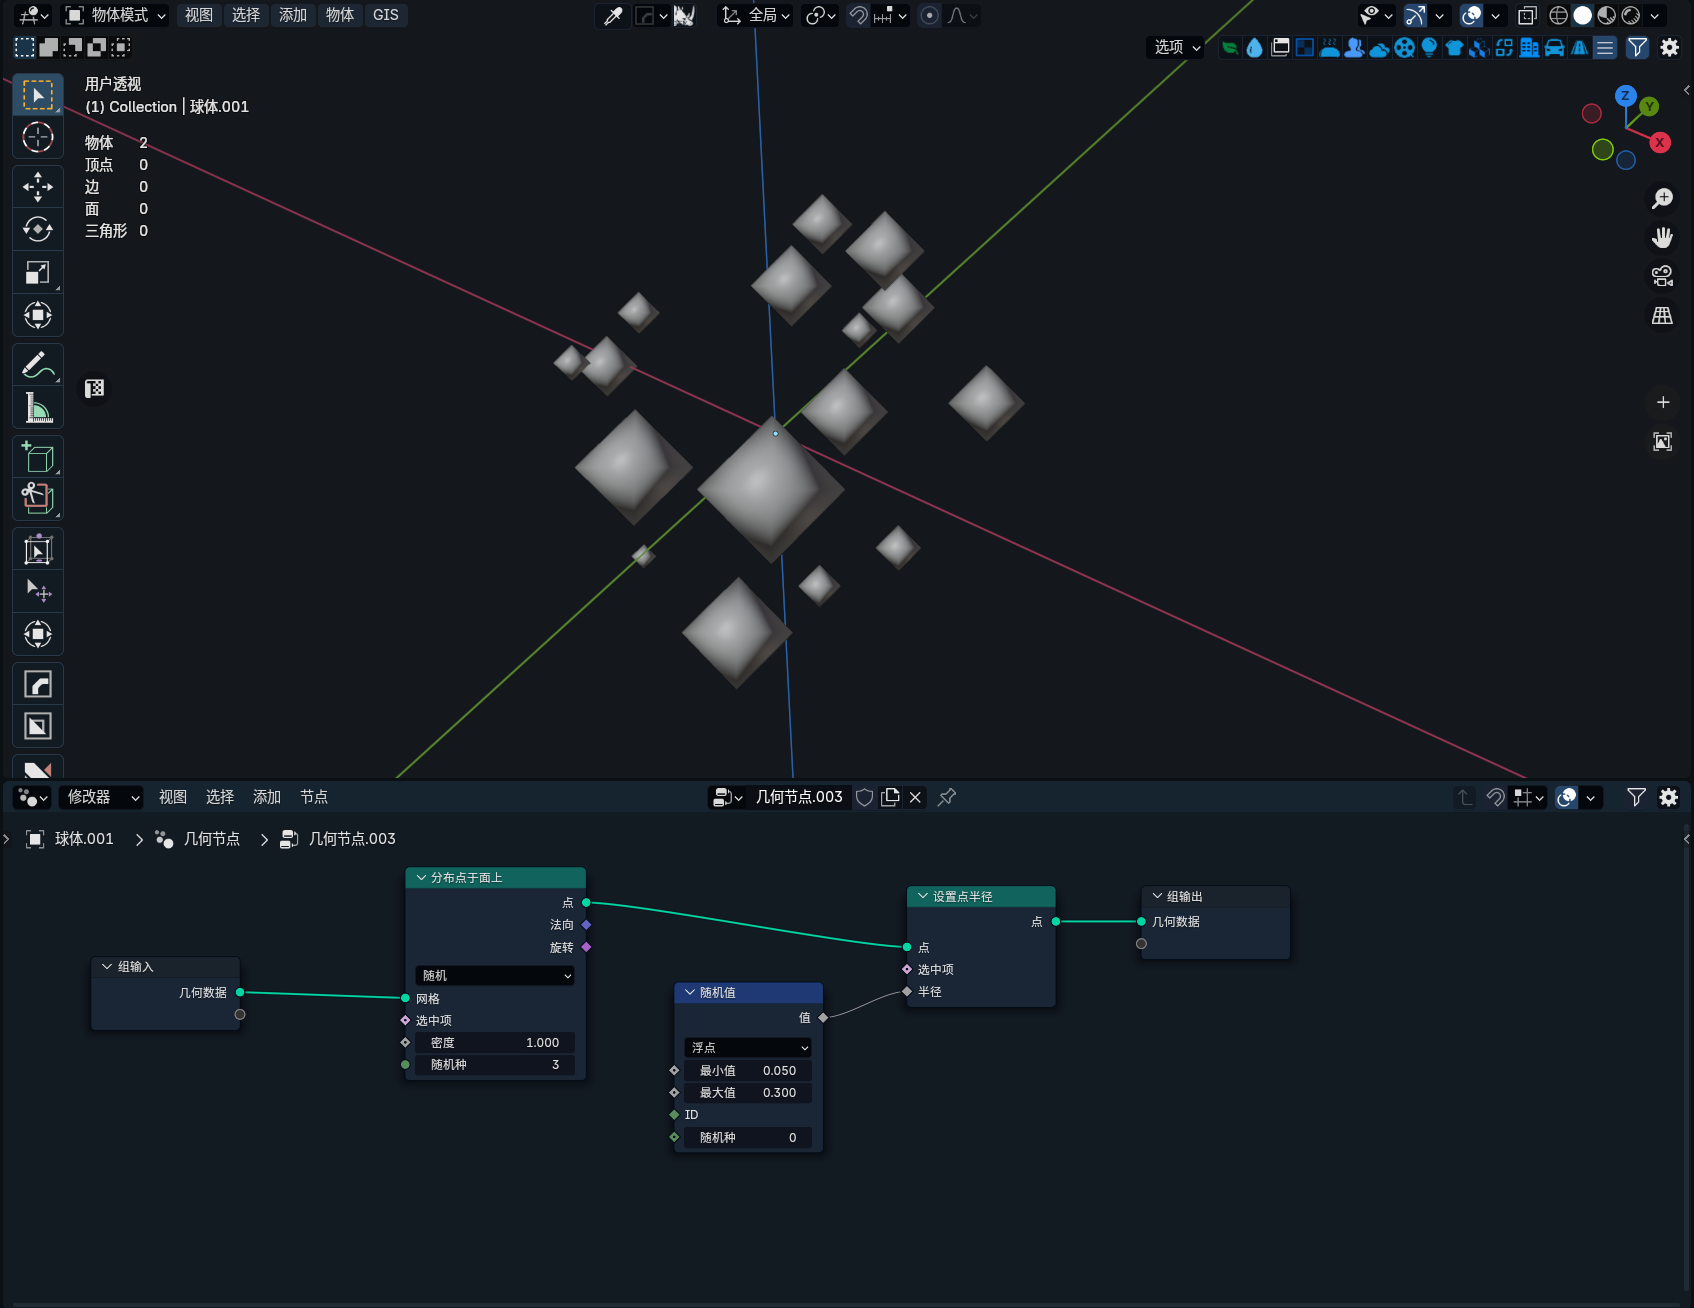 物体模式 视图 选择 添加 物体 GIS 全局
选项
用户透视
(1) Collection | 球体.001
物体 2
顶点 0
边 0
面 0
三角形 0
Z
Y
X
修改器 视图 选择 添加 节点 几何节点.003
球体.001 几何节点 几何节点.003
组输入
几何数据
分布点于面上
点
法向
旋转
随机
网格
选中项
密度 1.000
随机种 3
随机值
值
浮点
最小值 0.050
最大值 0.300
ID
随机种 0
设置点半径
点
点
选中项
半径
组输出
几何数据